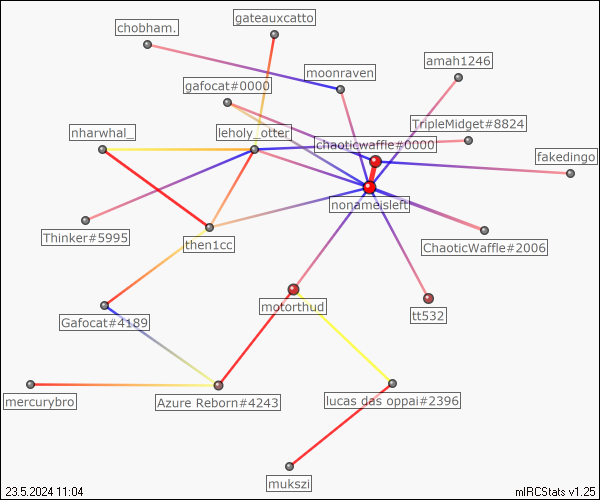 gateauxcatto
chobham.
amah1246
moonraven
gafocat#0000
TripleMidget#8824
nharwhal_
leholy_otter
chaoticwaffle#0000
fakedingo
nonameisleft
Thinker#5995
then1cc
ChaoticWaffle#2006
motorthud
tt532
Gafocat#4189
mercurybro
Azure Reborn#4243
lucas das oppai#2396
mukszi
23.5.2024 11:04
mIRCStats v1.25